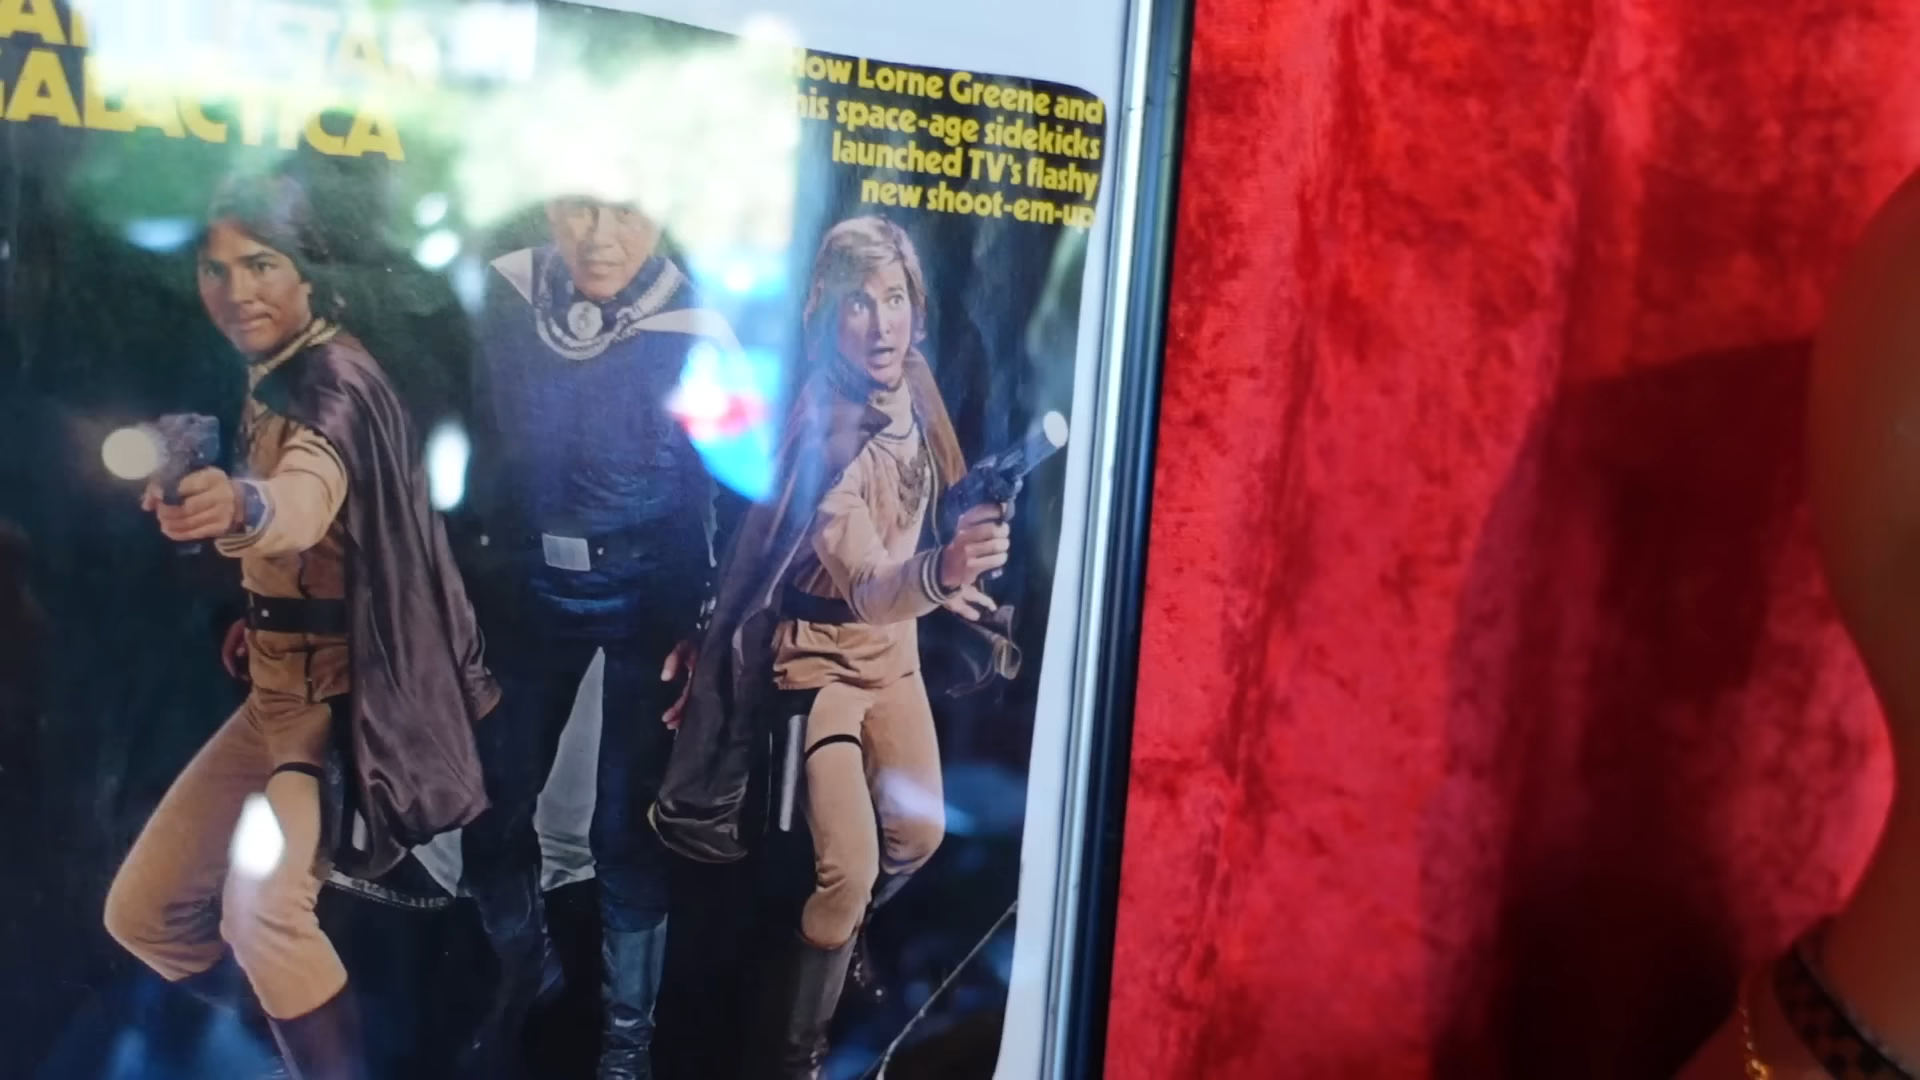 GALACTICA
How Lorne Greene and
his space-age sidekicks
launched TV's flashy
new shoot-em-up